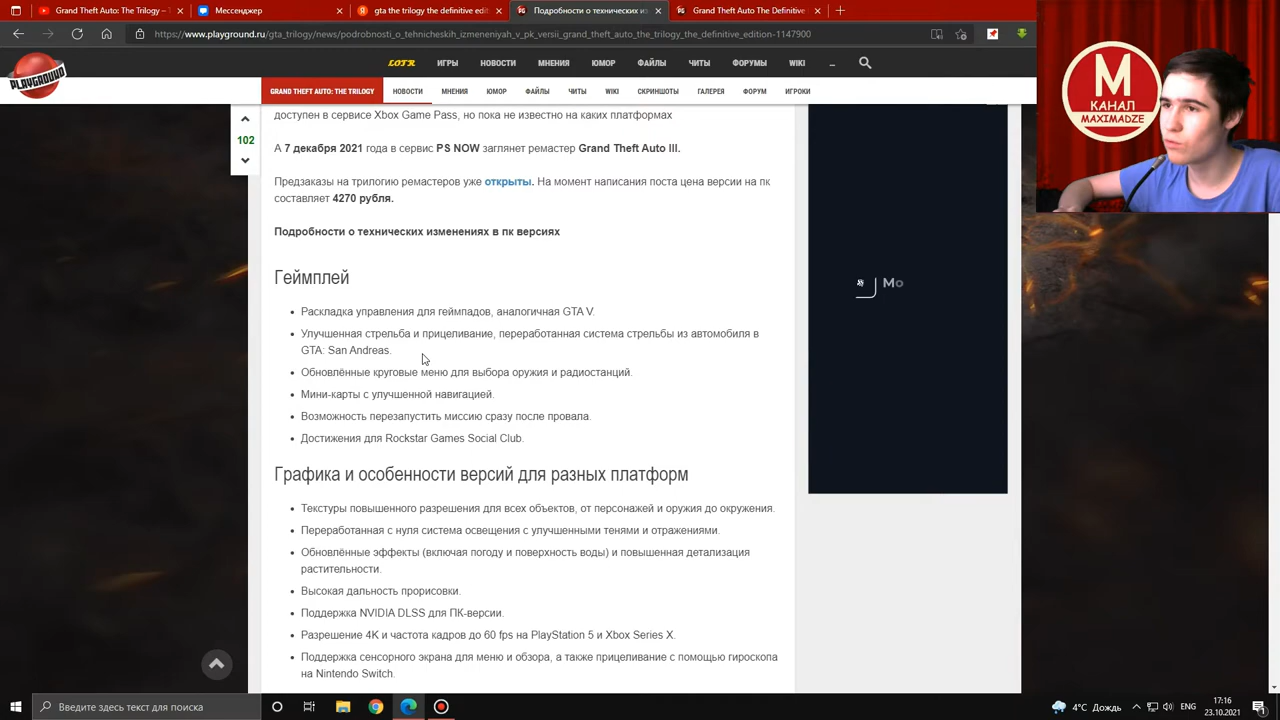 Grand Theft Auto: The Trilogy –
Мессенджер
grand theft auto the definitive edit
Подробности о технических из
Grand Theft Auto The Definitive
https://www.playground.ru/gta_trilogy/news/podrobnosti_o_tehnicheskih_izmeneniyah_v_pk_versii_grand_theft_auto_the_trilogy_the_definitive_edition-1147900
PLAYGROUND
LOTR ИГРЫ НОВОСТИ МНЕНИЯ ЮМОР ФАЙЛЫ ЧИТЫ ФОРУМЫ WIKI ...
GRAND THEFT AUTO: THE TRILOGY НОВОСТИ МНЕНИЯ ЮМОР ФАЙЛЫ ЧИТЫ WIKI СКРИНШОТЫ ГАЛЕРЕЯ ФОРУМ ИГРОКИ
М
КАНАЛ
MAXIMADZE
102
доступен в сервисе Xbox Game Pass, но пока не известно на каких платформах
А 7 декабря 2021 года в сервис PS NOW заглянет ремастер Grand Theft Auto III.
Предзаказы на трилогию ремастеров уже открыты. На момент написания поста цена версии на пк
составляет 4270 рубля.
Подробности о технических изменениях в пк версиях
Геймплей
• Раскладка управления для геймпадов, аналогичная GTA V.
• Улучшенная стрельба и прицеливание, переработанная система стрельбы из автомобиля в
GTA: San Andreas.
• Обновлённые круговые меню для выбора оружия и радиостанций.
• Мини-карты с улучшенной навигацией.
• Возможность перезапустить миссию сразу после провала.
• Достижения для Rockstar Games Social Club.
Графика и особенности версий для разных платформ
• Текстуры повышенного разрешения для всех объектов, от персонажей и оружия до окружения.
• Переработанная с нуля система освещения с улучшенными тенями и отражениями.
• Обновлённые эффекты (включая погоду и поверхность воды) и повышенная детализация
растительности.
• Высокая дальность прорисовки.
• Поддержка NVIDIA DLSS для ПК-версии.
• Разрешение 4K и частота кадров до 60 fps на PlayStation 5 и Xbox Series X.
• Поддержка сенсорного экрана для меню и обзора, а также прицеливание с помощью гироскопа
на Nintendo Switch.
Mo
Введите здесь текст для поиска
4°C Дождь
ENG
17:16
23.10.2021